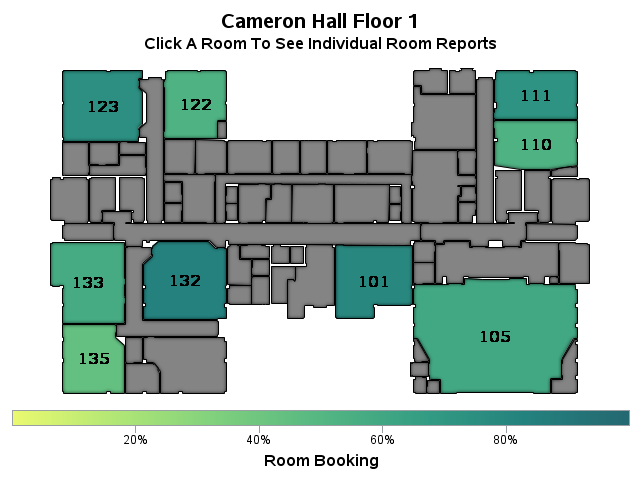 Cameron Hall Floor 1
Click A Room To See Individual Room Reports
123 122 111
110
133 132 101
105
135
20% 40% 60% 80%
Room Booking